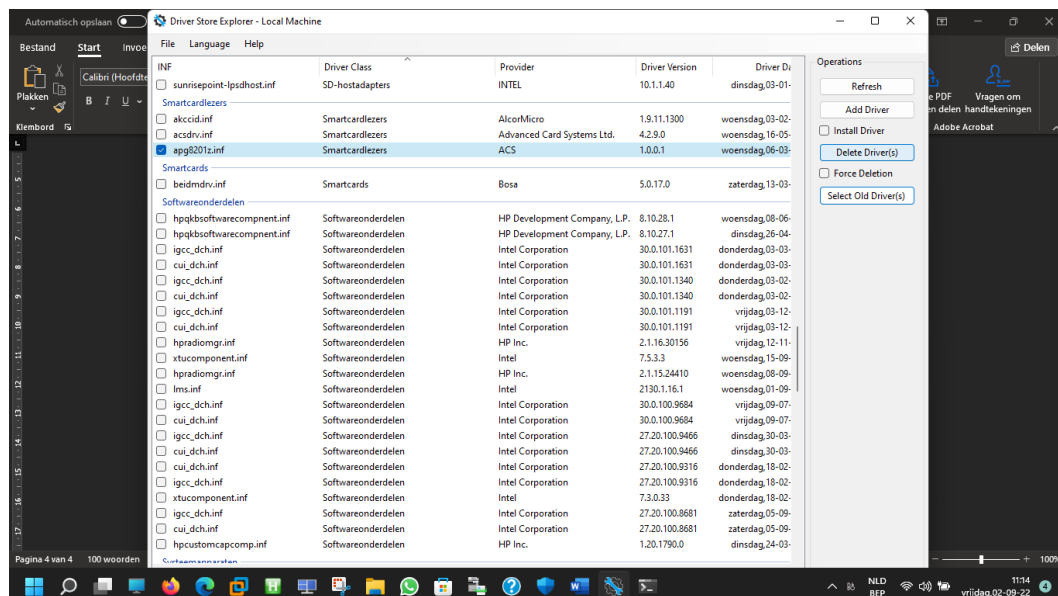 Automatisch opslaan
Driver Store Explorer - Local Machine
Bestand Start Invoe
File Language Help
Delen
Plakken
Calibri (Hoofdte
B I U
Klembord
e PDF Vragen om
en delen handtekeningen
Adobe Acrobat
INF Driver Class Provider Driver Version Driver Da
sunrisepoint-lpsdhost.inf SD-hostadapters INTEL 10.1.1.40 dinsdag,03-01-
Smartcardlezers
akccid.inf Smartcardlezers AlcorMicro 1.9.11.1300 woensdag,03-02-
acsdrv.inf Smartcardlezers Advanced Card Systems Ltd. 4.2.9.0 woensdag,16-05-
apg8201z.inf Smartcardlezers ACS 1.0.0.1 woensdag,06-03-
Smartcards
beidmdrv.inf Smartcards Bosa 5.0.17.0 zaterdag,13-03-
Softwareonderdelen
hpqkbsoftwarecompnent.inf Softwareonderdelen HP Development Company, L.P. 8.10.28.1 woensdag,08-06-
hpqkbsoftwarecompnent.inf Softwareonderdelen HP Development Company, L.P. 8.10.27.1 dinsdag,26-04-
igcc_dch.inf Softwareonderdelen Intel Corporation 30.0.101.1631 donderdag,03-03-
cui_dch.inf Softwareonderdelen Intel Corporation 30.0.101.1631 donderdag,03-03-
igcc_dch.inf Softwareonderdelen Intel Corporation 30.0.101.1340 donderdag,03-02-
cui_dch.inf Softwareonderdelen Intel Corporation 30.0.101.1340 donderdag,03-02-
igcc_dch.inf Softwareonderdelen Intel Corporation 30.0.101.1191 vrijdag,03-12-
cui_dch.inf Softwareonderdelen Intel Corporation 30.0.101.1191 vrijdag,03-12-
hpradiomgr.inf Softwareonderdelen HP Inc. 2.1.16.30156 vrijdag,12-11-
xtucomponent.inf Softwareonderdelen Intel 7.5.3.3 woensdag,15-09-
hpradiomgr.inf Softwareonderdelen HP Inc. 2.1.15.24410 woensdag,08-09-
lms.inf Softwareonderdelen Intel 2130.1.16.1 woensdag,01-09-
igcc_dch.inf Softwareonderdelen Intel Corporation 30.0.100.9684 vrijdag,09-07-
cui_dch.inf Softwareonderdelen Intel Corporation 30.0.100.9684 vrijdag,09-07-
igcc_dch.inf Softwareonderdelen Intel Corporation 27.20.100.9466 dinsdag,30-03-
cui_dch.inf Softwareonderdelen Intel Corporation 27.20.100.9466 dinsdag,30-03-
cui_dch.inf Softwareonderdelen Intel Corporation 27.20.100.9316 donderdag,18-02-
igcc_dch.inf Softwareonderdelen Intel Corporation 27.20.100.9316 donderdag,18-02-
xtucomponent.inf Softwareonderdelen Intel 7.3.0.33 donderdag,18-02-
igcc_dch.inf Softwareonderdelen Intel Corporation 27.20.100.8681 zaterdag,05-09-
cui_dch.inf Softwareonderdelen Intel Corporation 27.20.100.8681 zaterdag,05-09-
hpcustomcapcomp.inf Softwareonderdelen HP Inc. 1.20.1790.0 dinsdag,24-03-
Systeemapparaten
Operations
Refresh
Add Driver
Install Driver
Delete Driver(s)
Force Deletion
Select Old Driver(s)
Pagina 4 van 4 100 woorden
100%
NLD
BEP
11:14
vrijdag,02-09-22
4